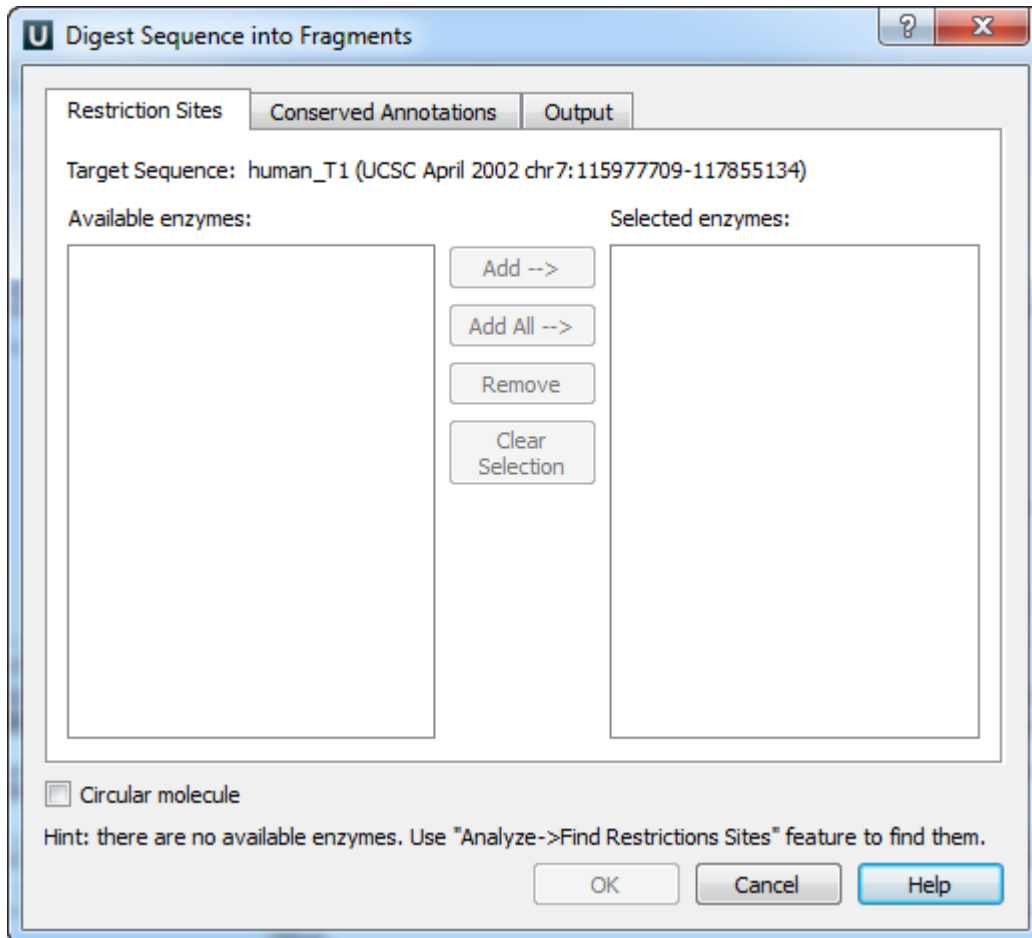 U Digest Sequence into Fragments
? X
Restriction Sites Conserved Annotations Output
Target Sequence: human_T1 (UCSC April 2002 chr7:115977709-117855134)
Available enzymes: Selected enzymes:
Add -->
Add All -->
Remove
Clear
Selection
Circular molecule
Hint: there are no available enzymes. Use "Analyze->Find Restrictions Sites" feature to find them.
OK Cancel Help